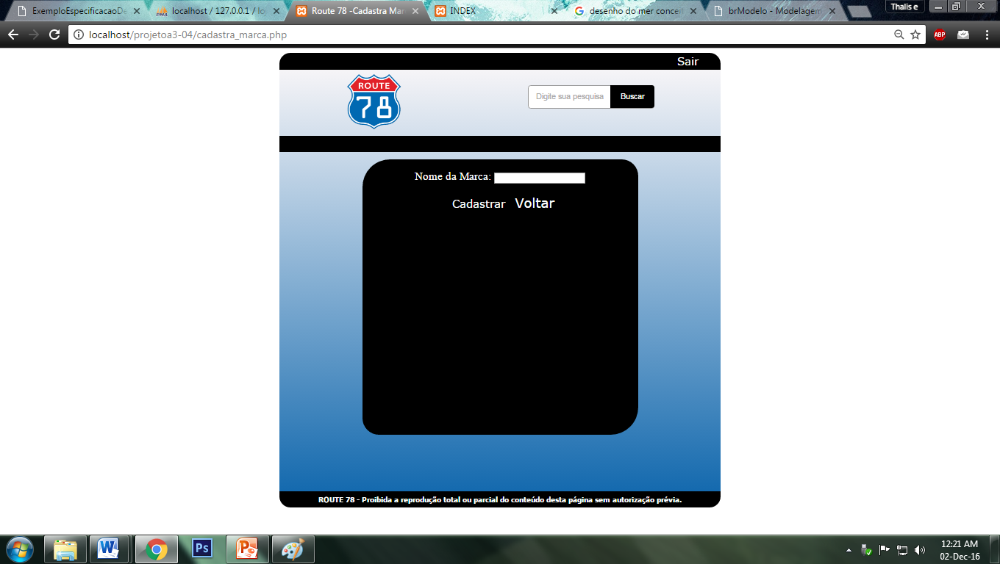 ExemploEspecificacaoDe
localhost / 127.0.0.1 / lo
Route 78 -Cadastra Mar
INDEX
desenho do mer conceit
brModelo - Modelagem
Thalis e
localhost/projetoa3-04/cadastra_marca.php
ABP
Sair
ROUTE
78
Digite sua pesquisa
Buscar
Nome da Marca:
Cadastrar Voltar
ROUTE 78 - Proibida a reprodução total ou parcial do conteúdo desta página sem autorização prévia.
Ps
12:21 AM
02-Dec-16